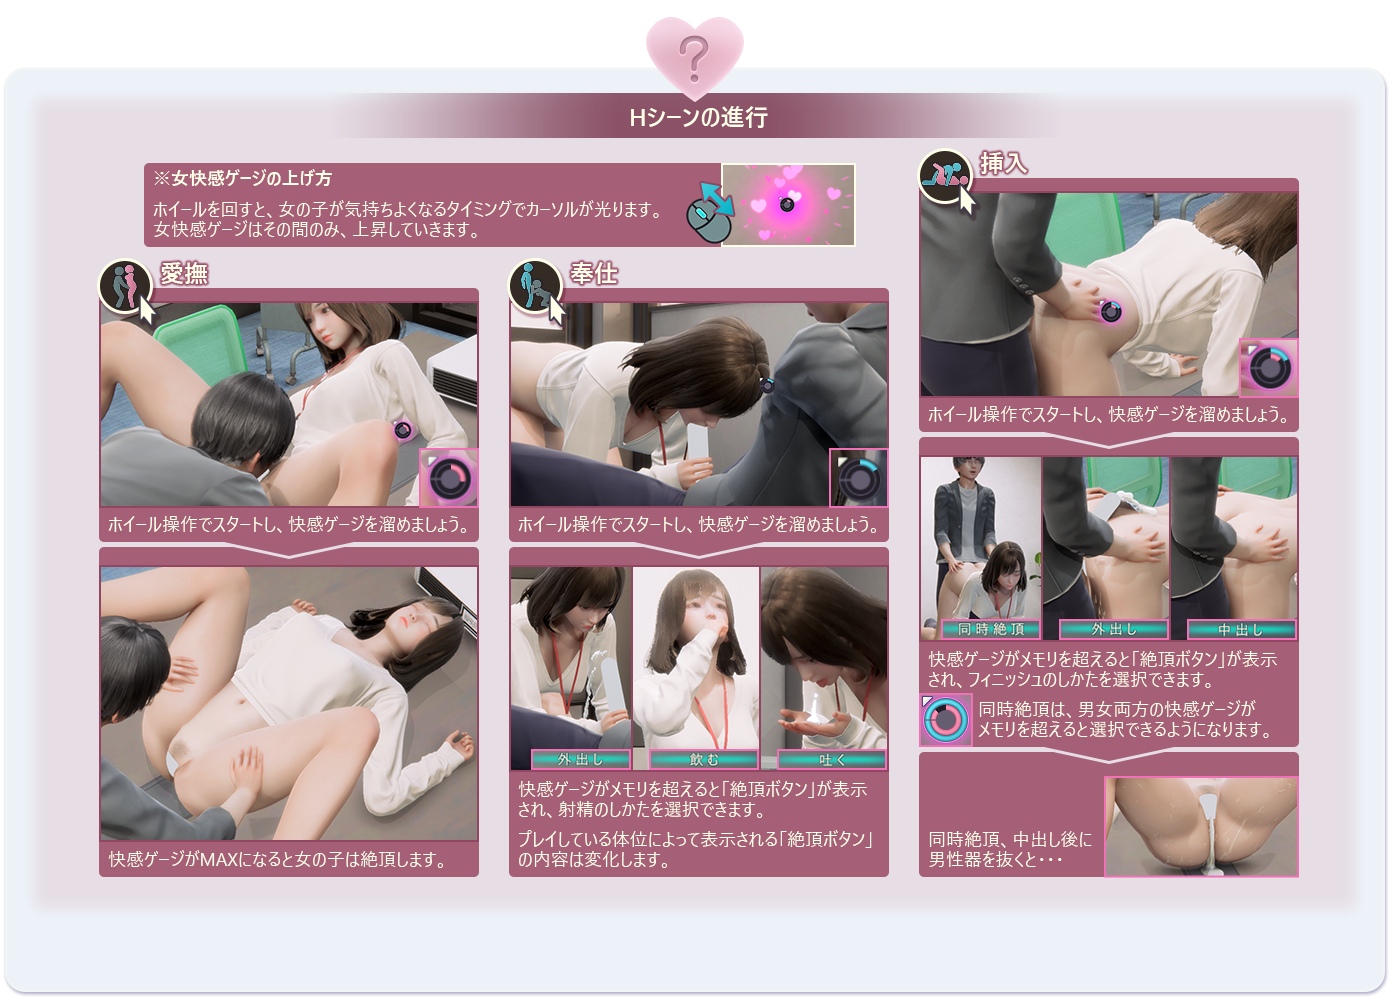 ?
Hシーンの進行
※女快感ゲージの上げ方
ホイールを回すと、女の子が気持ちよくなるタイミングでカーソルが光ります。
女快感ゲージはその間のみ、上昇していきます。
愛撫
ホイール操作でスタートし、快感ゲージを溜めましょう。
快感ゲージがMAXになると女の子は絶頂します。
奉仕
ホイール操作でスタートし、快感ゲージを溜めましょう。
外出し
飲む
吐く
快感ゲージがメモリを超えると「絶頂ボタン」が表示
され、射精のしかたを選択できます。
プレイしている体位によって表示される「絶頂ボタン」
の内容は変化します。
挿入
ホイール操作でスタートし、快感ゲージを溜めましょう。
同時絶頂
外出し
中出し
快感ゲージがメモリを超えると「絶頂ボタン」が表示
され、フィニッシュのしかたを選択できます。
同時絶頂は、男女両方の快感ゲージが
メモリを超えると選択できるようになります。
同時絶頂、中出し後に
男性器を抜くと･･･